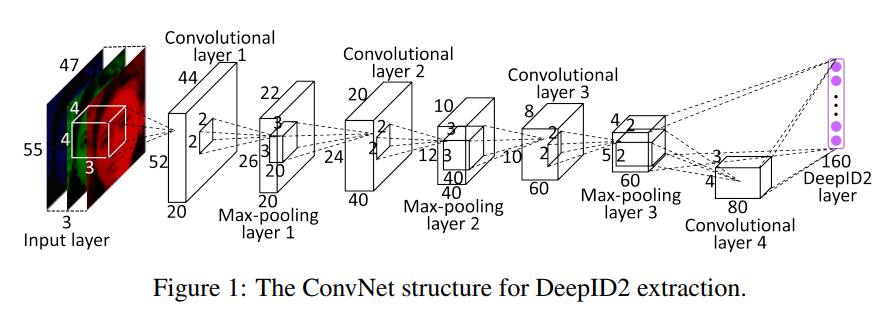 47
55
4
4
3
3
Input layer
Convolutional
layer 1
44
52
2
2
20
22
26
3
3
20
20
Max-pooling
layer 1
Convolutional
layer 2
20
24
2
2
40
10
12
3
3
40
40
Max-pooling
layer 2
Convolutional
layer 3
8
10
2
2
60
4
5
2
2
60
Max-pooling
layer 3
3
4
80
Convolutional
layer 4
160
DeepID2
layer
Figure 1: The ConvNet structure for DeepID2 extraction.